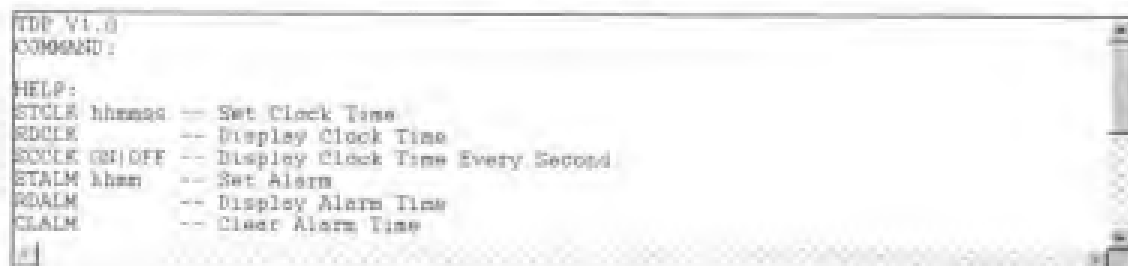 TDP V1.0
COMMAND:
HELP:
STCLK hhmmss -- Set Clock Time
RDCLK -- Display Clock Time
SCCLK ON|OFF -- Display Clock Time Every Second
STALM hhmm -- Set Alarm
RDALM -- Display Alarm Time
CLALM -- Clear Alarm Time